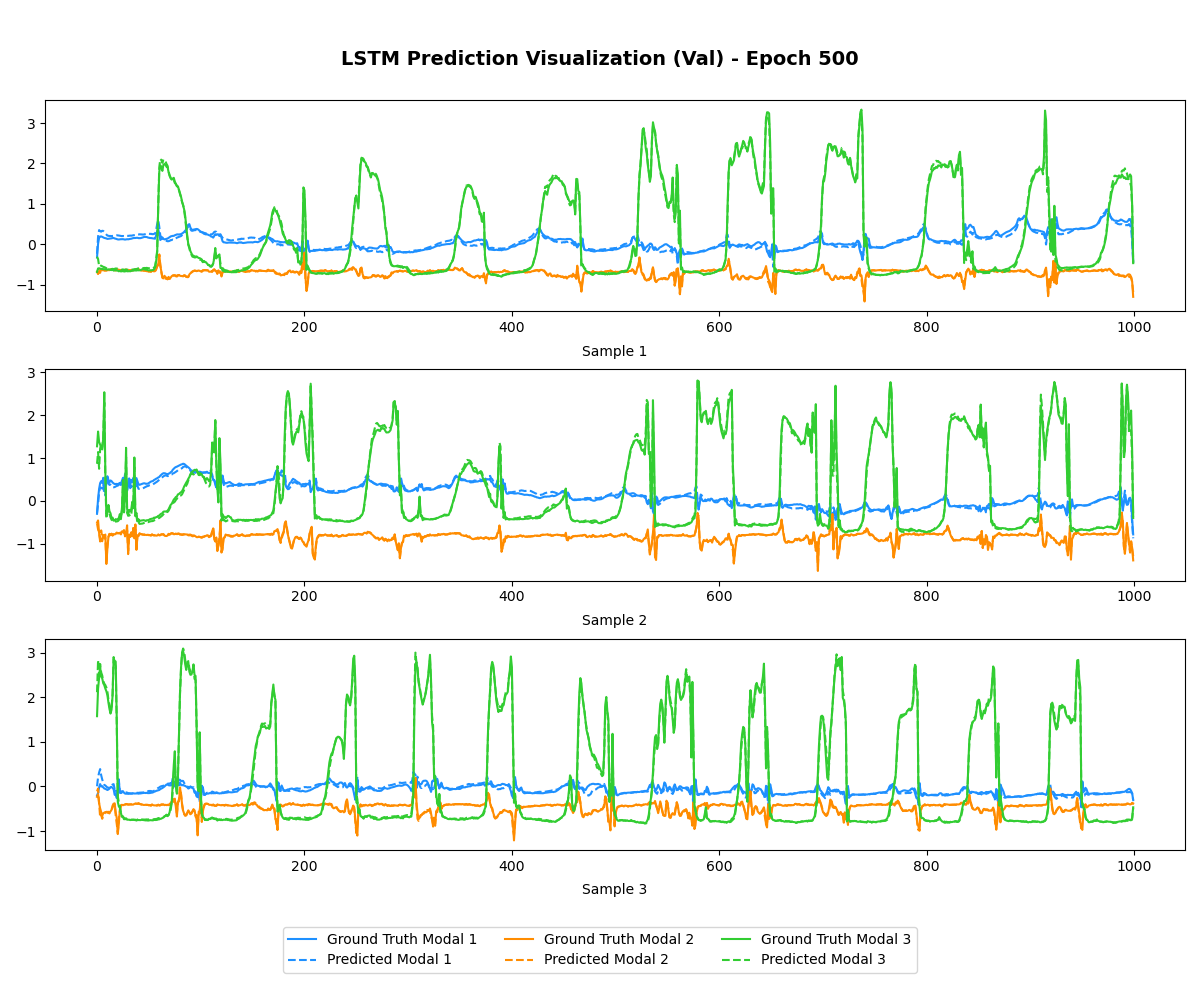 LSTM Prediction Visualization (Val) - Epoch 500
3
2
1
0
−1
0 200 400 600 800 1000
Sample 1
3
2
1
0
−1
0 200 400 600 800 1000
Sample 2
3
2
1
0
−1
0 200 400 600 800 1000
Sample 3
Ground Truth Modal 1 Ground Truth Modal 2 Ground Truth Modal 3
Predicted Modal 1 Predicted Modal 2 Predicted Modal 3